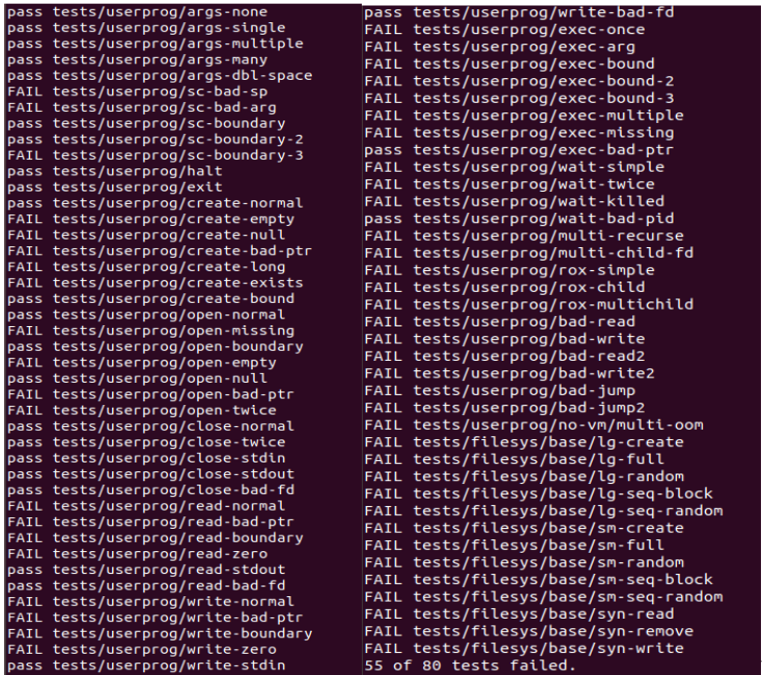 pass tests/userprog/args-none
pass tests/userprog/args-single
pass tests/userprog/args-multiple
pass tests/userprog/args-many
pass tests/userprog/args-dbl-space
FAIL tests/userprog/sc-bad-sp
FAIL tests/userprog/sc-bad-arg
pass tests/userprog/sc-boundary
pass tests/userprog/sc-boundary-2
FAIL tests/userprog/sc-boundary-3
pass tests/userprog/halt
pass tests/userprog/exit
pass tests/userprog/create-normal
FAIL tests/userprog/create-empty
FAIL tests/userprog/create-null
FAIL tests/userprog/create-bad-ptr
FAIL tests/userprog/create-long
FAIL tests/userprog/create-exists
pass tests/userprog/create-bound
pass tests/userprog/open-normal
FAIL tests/userprog/open-missing
pass tests/userprog/open-boundary
FAIL tests/userprog/open-empty
pass tests/userprog/open-null
FAIL tests/userprog/open-bad-ptr
FAIL tests/userprog/open-twice
pass tests/userprog/close-normal
pass tests/userprog/close-twice
pass tests/userprog/close-stdin
pass tests/userprog/close-stdout
pass tests/userprog/close-bad-fd
FAIL tests/userprog/read-normal
FAIL tests/userprog/read-bad-ptr
FAIL tests/userprog/read-boundary
FAIL tests/userprog/read-zero
pass tests/userprog/read-stdout
pass tests/userprog/read-bad-fd
FAIL tests/userprog/write-normal
FAIL tests/userprog/write-bad-ptr
FAIL tests/userprog/write-boundary
FAIL tests/userprog/write-zero
pass tests/userprog/write-stdin
pass tests/userprog/write-bad-fd
FAIL tests/userprog/exec-once
FAIL tests/userprog/exec-arg
FAIL tests/userprog/exec-bound
FAIL tests/userprog/exec-bound-2
FAIL tests/userprog/exec-bound-3
FAIL tests/userprog/exec-multiple
FAIL tests/userprog/exec-missing
pass tests/userprog/exec-bad-ptr
FAIL tests/userprog/wait-simple
FAIL tests/userprog/wait-twice
FAIL tests/userprog/wait-killed
pass tests/userprog/wait-bad-pid
FAIL tests/userprog/multi-recurse
FAIL tests/userprog/multi-child-fd
FAIL tests/userprog/rox-simple
FAIL tests/userprog/rox-child
FAIL tests/userprog/rox-multichild
FAIL tests/userprog/bad-read
FAIL tests/userprog/bad-write
FAIL tests/userprog/bad-read2
FAIL tests/userprog/bad-write2
FAIL tests/userprog/bad-jump
FAIL tests/userprog/bad-jump2
FAIL tests/userprog/no-vm/multi-oom
FAIL tests/filesys/base/lg-create
FAIL tests/filesys/base/lg-full
FAIL tests/filesys/base/lg-random
FAIL tests/filesys/base/lg-seq-block
FAIL tests/filesys/base/lg-seq-random
FAIL tests/filesys/base/sm-create
FAIL tests/filesys/base/sm-full
FAIL tests/filesys/base/sm-random
FAIL tests/filesys/base/sm-seq-block
FAIL tests/filesys/base/sm-seq-random
FAIL tests/filesys/base/syn-read
FAIL tests/filesys/base/syn-remove
FAIL tests/filesys/base/syn-write
55 of 80 tests failed.